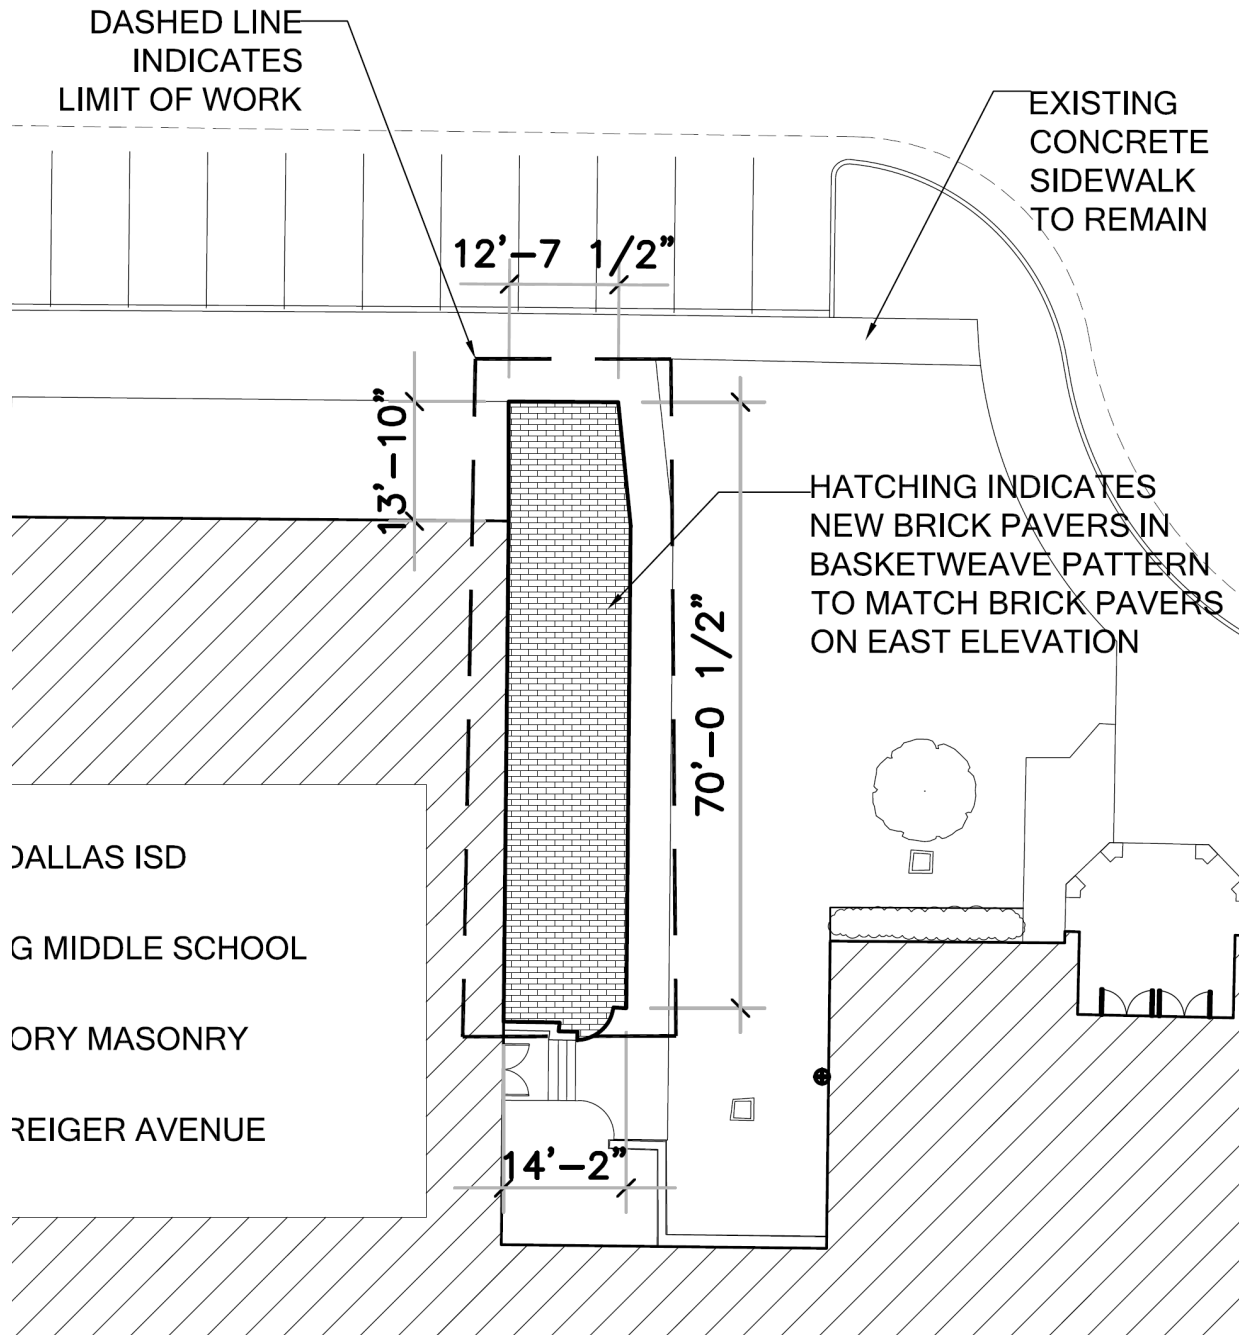 DASHED LINE
INDICATES
LIMIT OF WORK
EXISTING
CONCRETE
SIDEWALK
TO REMAIN
12'-7 1/2"
13'-10"
HATCHING INDICATES
NEW BRICK PAVERS IN
BASKETWEAVE PATTERN
TO MATCH BRICK PAVERS
ON EAST ELEVATION
70'-0 1/2"
DALLAS ISD
G MIDDLE SCHOOL
ORY MASONRY
REIGER AVENUE
14'-2"